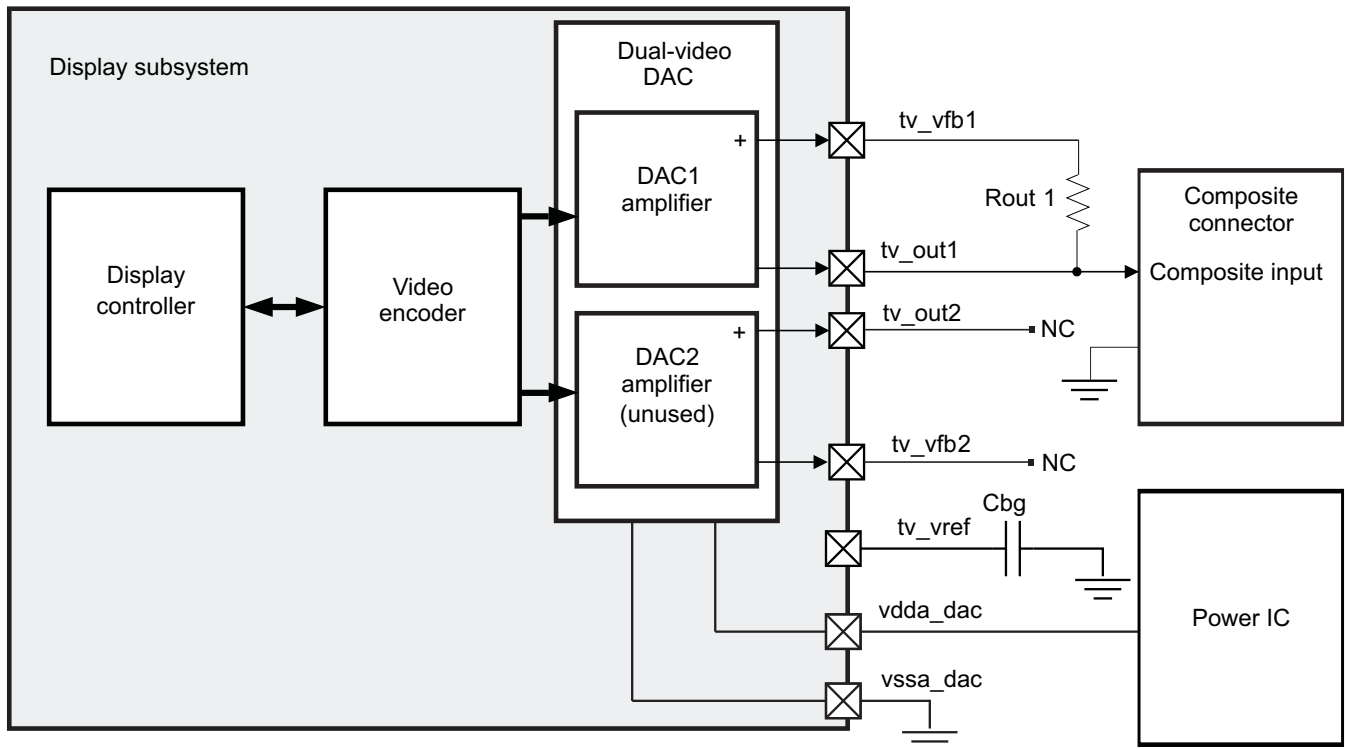 Display subsystem
Dual-video
DAC
DAC1
amplifier
+
DAC2
amplifier
(unused)
+
Display
controller
Video
encoder
tv_vfb1
Rout 1
tv_out1
tv_out2
NC
tv_vfb2
NC
Cbg
tv_vref
vdda_dac
vssa_dac
Composite
connector
Composite input
Power IC